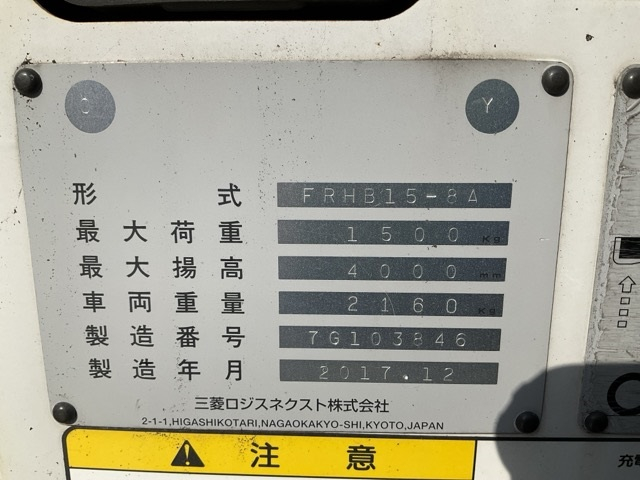 C Y
形式 FRHB15-8A
最大荷重 1500 Kg
最大揚高 4000 mm
車両重量 2160 Kg
製造番号 7G103846
製造年月 2017.12
三菱ロジスネクスト株式会社
2-1-1,HIGASHIKOTARI,NAGAOKAKYO-SHI,KYOTO,JAPAN
注意
充電